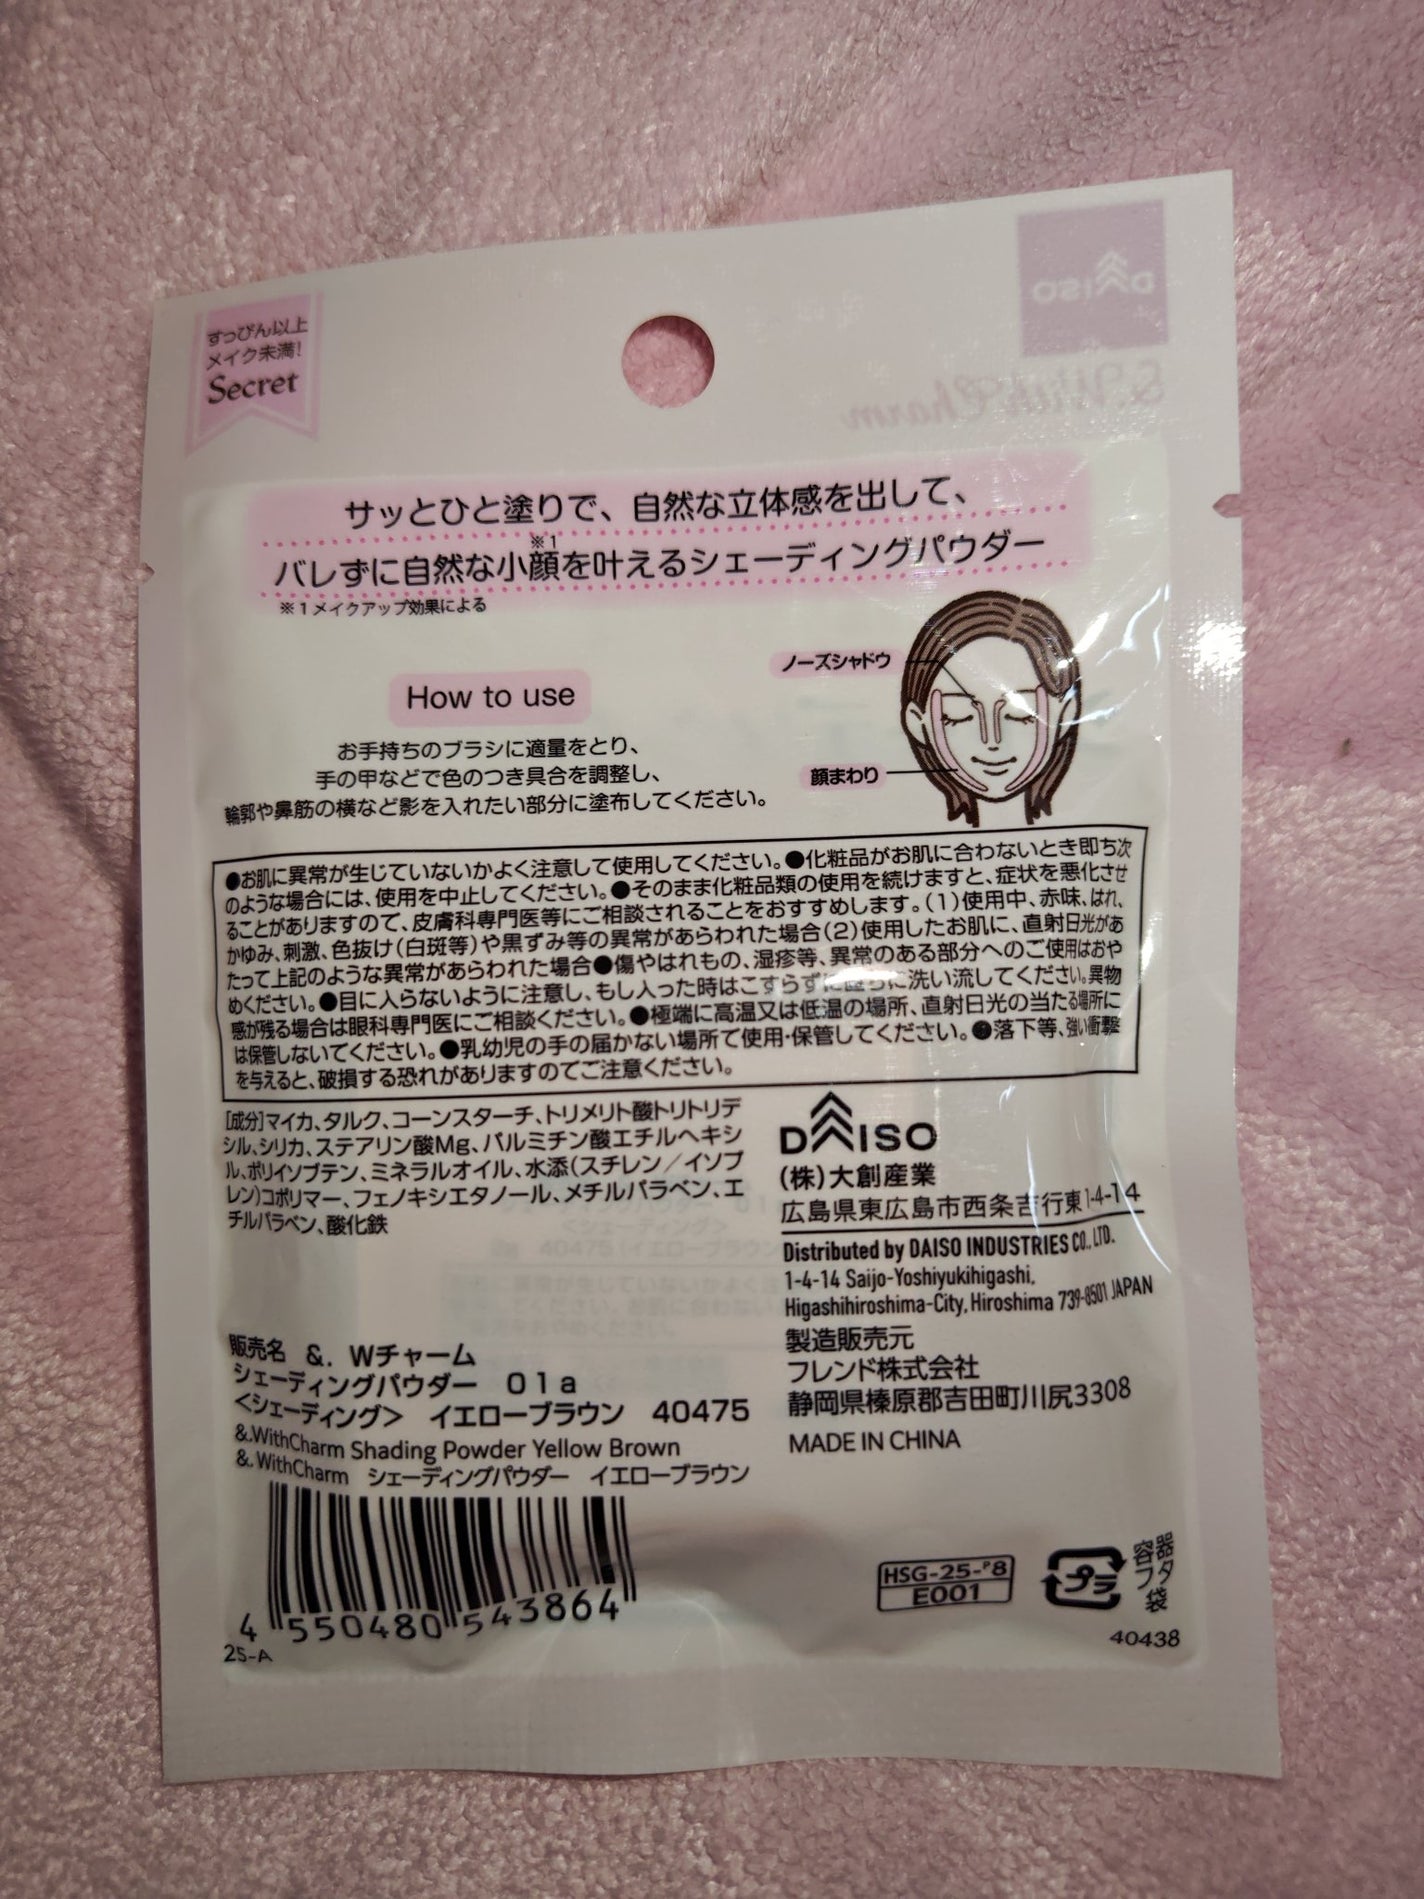 すっぴん以上
メイク未満!
Secret
DAISO
&.WithCharm
サッとひと塗りで、自然な立体感を出して、
バレずに自然な小顔※1を叶えるシェーディングパウダー
※1メイクアップ効果による
ノーズシャドウ
顔まわり
How to use
お手持ちのブラシに適量をとり、
手の甲などで色のつき具合を調整し、
輪郭や鼻筋の横など影を入れたい部分に塗布してください。
●お肌に異常が生じていないかよく注意して使用してください。●化粧品がお肌に合わないとき即ち次
のような場合には、使用を中止してください。●そのまま化粧品類の使用を続けますと、症状を悪化させ
ることがありますので、皮膚科専門医等にご相談されることをおすすめします。(1)使用中、赤味、はれ、
かゆみ、刺激、色抜け(白斑等)や黒ずみ等の異常があらわれた場合(2)使用したお肌に、直射日光があ
たって上記のような異常があらわれた場合●傷やはれもの、湿疹等、異常のある部分へのご使用はおや
めください。●目に入らないように注意し、もし入った時はこすらずに直ちに洗い流してください。異物
感が残る場合は眼科専門医にご相談ください。●極端に高温又は低温の場所、直射日光の当たる場所に
は保管しないでください。●乳幼児の手の届かない場所で使用・保管してください。●落下等、強い衝撃
を与えると、破損する恐れがありますのでご注意ください。
[成分]マイカ、タルク、コーンスターチ、トリメリト酸トリトリデ
シル、シリカ、ステアリン酸Mg、パルミチン酸エチルヘキシ
ル、ポリイソブテン、ミネラルオイル、水添(スチレン/イソプ
レン)コポリマー、フェノキシエタノール、メチルパラベン、エ
チルパラベン、酸化鉄
DAISO
(株)大創産業
広島県東広島市西条吉行東1-4-14
Distributed by DAISO INDUSTRIES CO., LTD.
1-4-14 Saijo-Yoshiyukihigashi,
Higashihiroshima-City, Hiroshima 739-8501 JAPAN
製造販売元
フレンド株式会社
静岡県榛原郡吉田町川尻3308
MADE IN CHINA
販売名 &. Wチャーム
シェーディングパウダー 01a
<シェーディング> イエローブラウン 40475
&.WithCharm Shading Powder Yellow Brown
&. WithCharm シェーディングパウダー イエローブラウン
4 550480 543864
25-A
HSG-25-P8
E001
プラ
容器
フタ
袋
40438